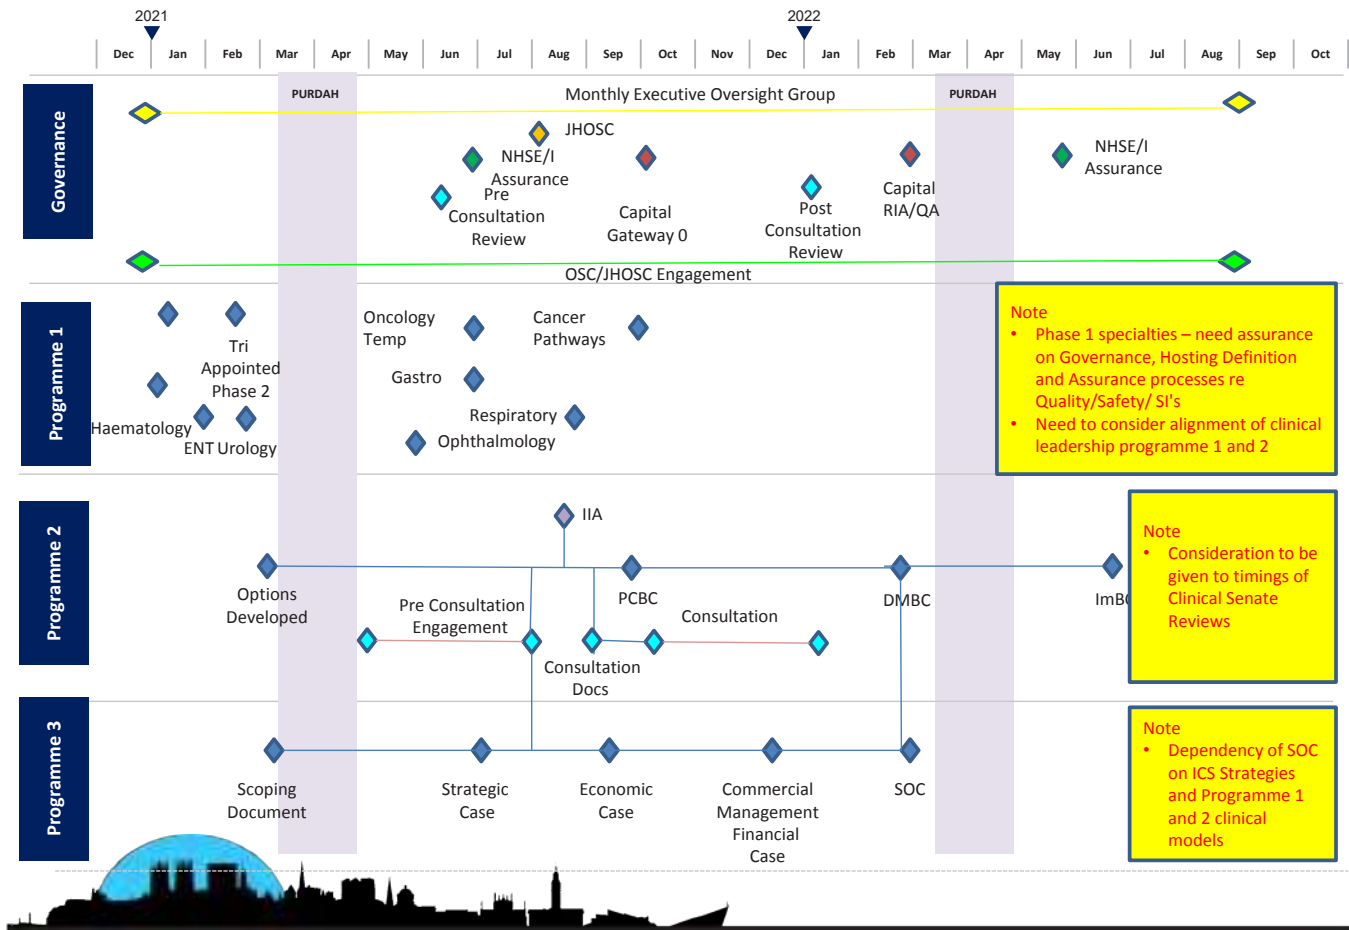 2021
2022
Dec Jan Feb Mar Apr May Jun Jul Aug Sep Oct Nov Dec Jan Feb Mar Apr May Jun Jul Aug Sep Oct
Governance
PURDAH
Monthly Executive Oversight Group
PURDAH
JHOSC
NHSE/I
Assurance
Pre
Consultation
Review
Capital
Gateway 0
Post
Consultation
Review
Capital
RIA/QA
NHSE/I
Assurance
OSC/JHOSC Engagement
Programme 1
Tri
Appointed
Phase 2
Haematology
ENT Urology
Oncology
Temp
Gastro
Ophthalmology
Cancer
Pathways
Respiratory
Note
• Phase 1 specialties – need assurance
on Governance, Hosting Definition
and Assurance processes re
Quality/Safety/ SI's
• Need to consider alignment of clinical
leadership programme 1 and 2
Programme 2
IIA
Options
Developed
Pre Consultation
Engagement
PCBC
Consultation
Consultation
Docs
DMBC
ImBC
Note
• Consideration to be
given to timings of
Clinical Senate
Reviews
Programme 3
Scoping
Document
Strategic
Case
Economic
Case
Commercial
Management
Financial
Case
SOC
Note
• Dependency of SOC
on ICS Strategies
and Programme 1
and 2 clinical
models